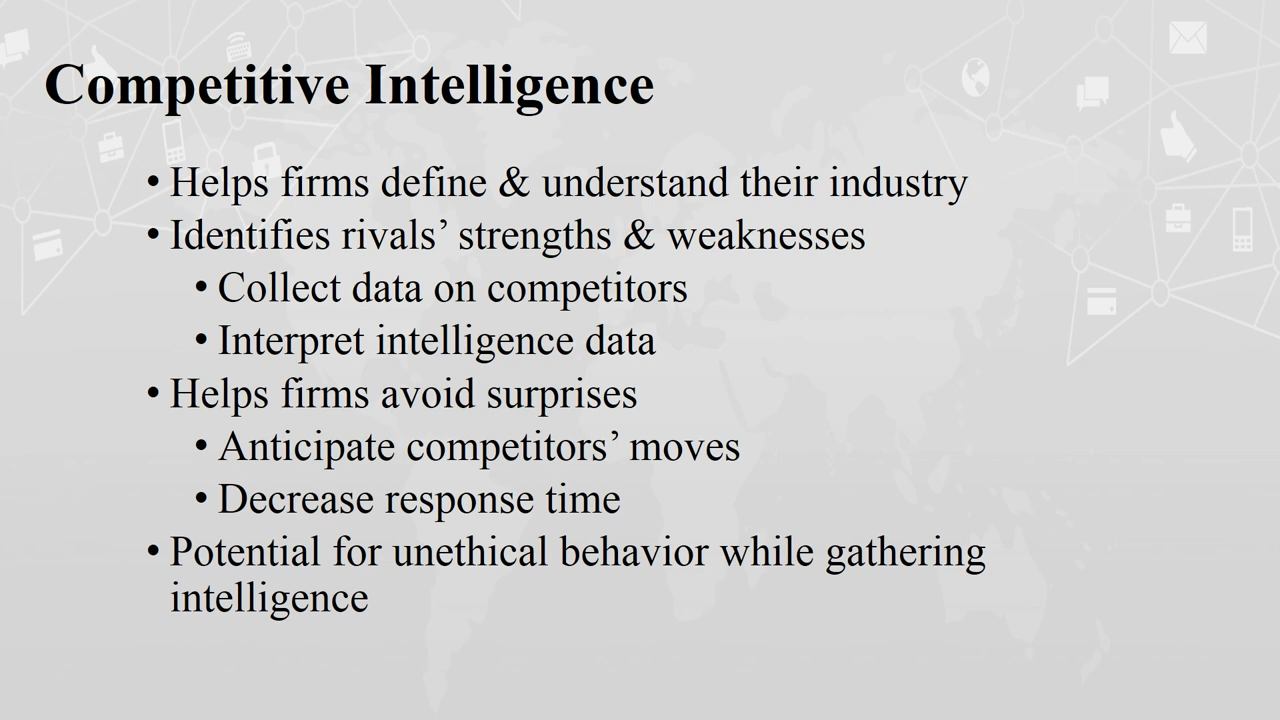 Competitive Intelligence
• Helps firms define & understand their industry
• Identifies rivals’ strengths & weaknesses
• Collect data on competitors
• Interpret intelligence data
• Helps firms avoid surprises
• Anticipate competitors’ moves
• Decrease response time
• Potential for unethical behavior while gathering
intelligence